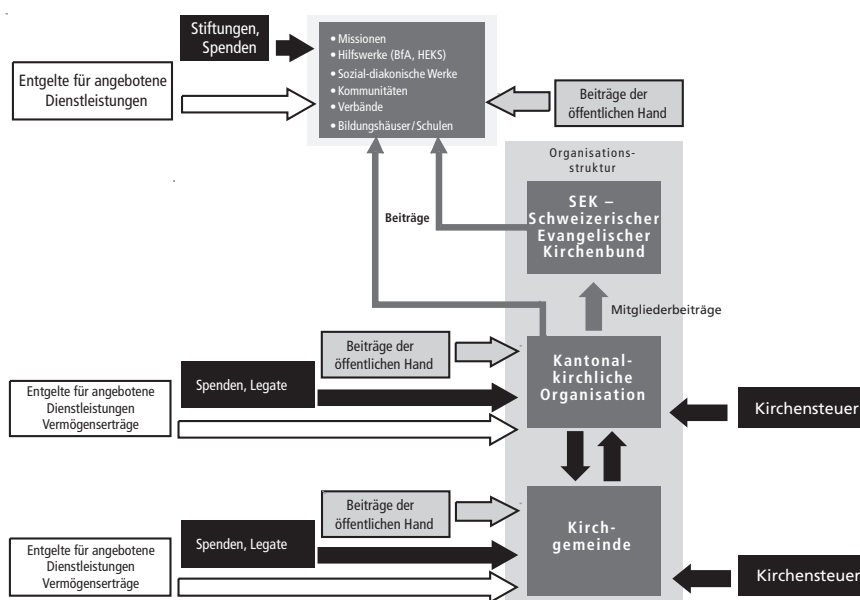 Stiftungen,
Spenden
• Missionen
• Hilfswerke (BfA, HEKS)
• Sozial-diakonische Werke
• Kommunitäten
• Verbände
• Bildungshäuser/Schulen
Entgelte für angebotene
Dienstleistungen
Beiträge der
öffentlichen Hand
Organisations-
struktur
SEK –
Schweizerischer
Evangelischer
Kirchenbund
Beiträge
Mitgliederbeiträge
Beiträge der
öffentlichen Hand
Kantonal-
kirchliche
Organisation
Spenden, Legate
Entgelte für angebotene
Dienstleistungen
Vermögenserträge
Kirchensteuer
Beiträge der
öffentlichen Hand
Kirch-
gemeinde
Spenden, Legate
Entgelte für angebotene
Dienstleistungen
Vermögenserträge
Kirchensteuer